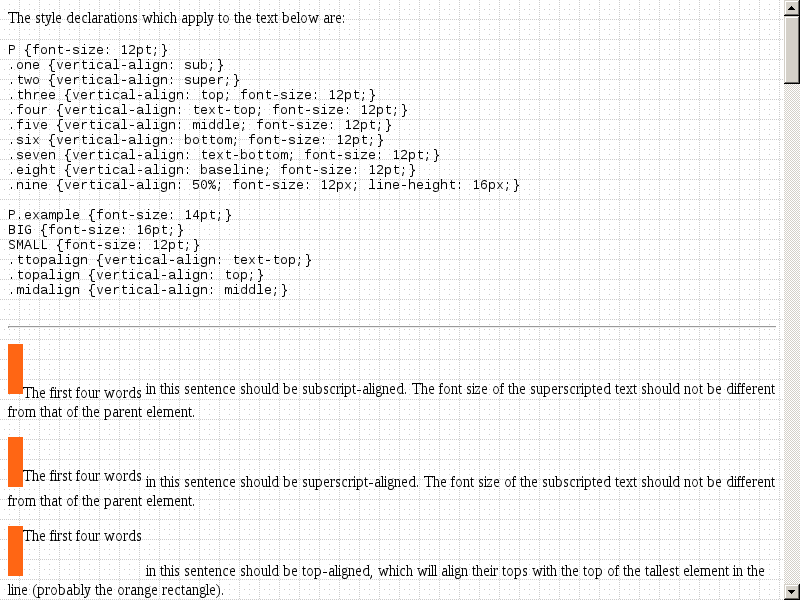 The style declarations which apply to the text below are:
P {font-size: 12pt;}
.one {vertical-align: sub;}
.two {vertical-align: super;}
.three {vertical-align: top; font-size: 12pt;}
.four {vertical-align: text-top; font-size: 12pt;}
.five {vertical-align: middle; font-size: 12pt;}
.six {vertical-align: bottom; font-size: 12pt;}
.seven {vertical-align: text-bottom; font-size: 12pt;}
.eight {vertical-align: baseline; font-size: 12pt;}
.nine {vertical-align: 50%; font-size: 12px; line-height: 16px;}
P.example {font-size: 14pt;}
BIG {font-size: 16pt;}
SMALL {font-size: 12pt;}
.ttopalign {vertical-align: text-top;}
.topalign {vertical-align: top;}
.midalign {vertical-align: middle;}
The first four words in this sentence should be subscript-aligned. The font size of the superscripted text should not be different
from that of the parent element.
The first four words in this sentence should be superscript-aligned. The font size of the subscripted text should not be different
from that of the parent element.
The first four words in this sentence should be top-aligned, which will align their tops with the top of the tallest element in the
line (probably the orange rectangle).